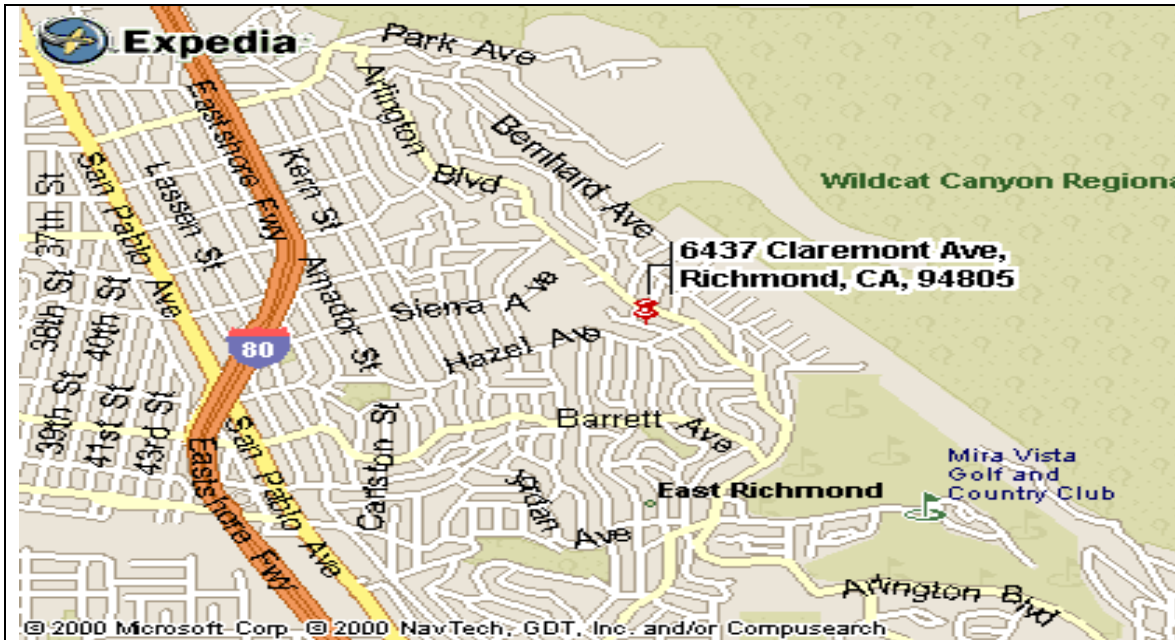 Expedia
Park Ave
Arlington
Blvd
Eastshore Fwy
Kern St
Bernhard Ave
San Pablo
Ave
Lassen St
37th St
Wildcat Canyon Regiona
6437 Claremont Ave,
Richmond, CA, 94805
Amador St
Sierra Ave
38th St
40th St
80
Hazel Ave
39th St
41st St
43rd St
Carlston St
Barrett Ave
San Pablo Ave
Eastshore Fwy
Mira Vista
Golf and
Country Club
East Richmond
Ave
Arlington Blvd
© 2000 Microsoft Corp © 2000 NavTech, GDT, Inc. and/or Compusearch